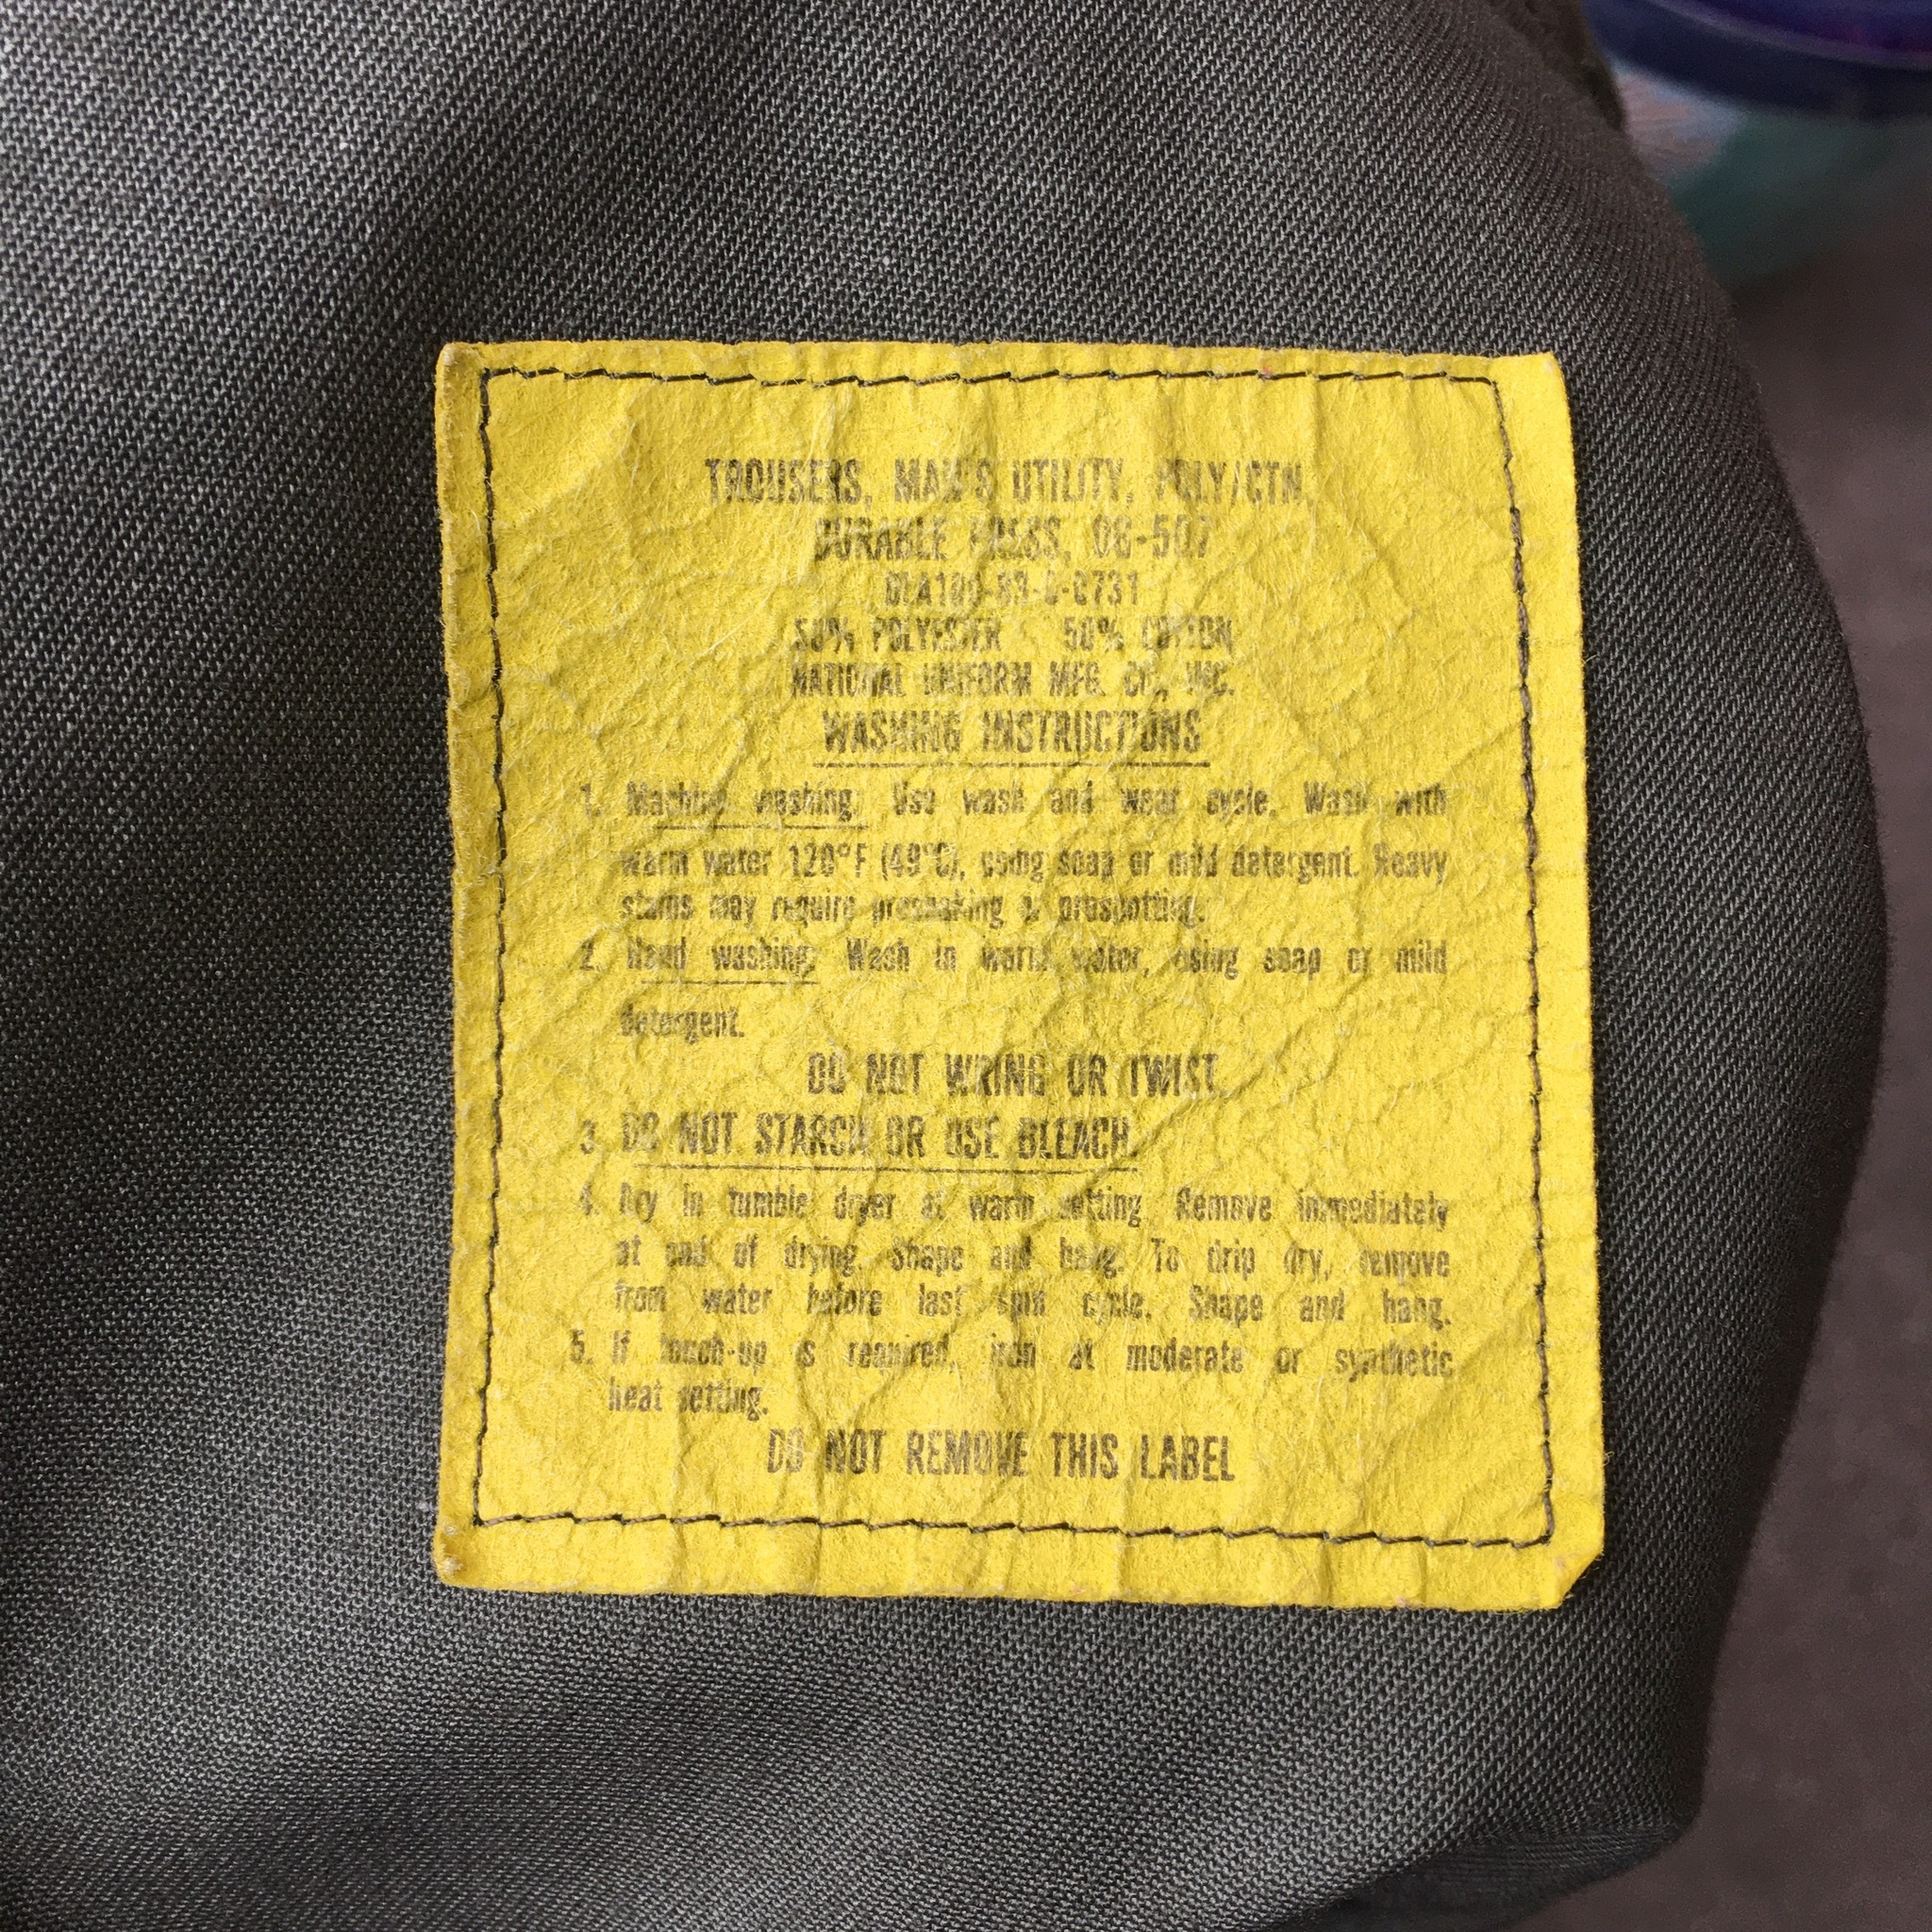 TROUSERS, MAN'S UTILITY, POLY/CTN
DURABLE PRESS, OG-507
DLA100-83-C-0731
50% POLYESTER 50% COTTON
NATIONAL UNIFORM MFG. CO., INC.
WASHING INSTRUCTIONS
1. Machine washing: Use wash and wear cycle. Wash with
warm water 120°F (49°C), using soap or mild detergent. Heavy
stains may require presoaking or prespotting.
2. Hand washing: Wash in warm water, using soap or mild
detergent.
DO NOT WRING OR TWIST.
3. DO NOT STARCH OR USE BLEACH.
4. Dry in tumble dryer at warm setting. Remove immediately
at end of drying. Shape and hang. To drip dry, remove
from water before last spin cycle. Shape and hang.
5. If touch-up is required, iron at moderate or synthetic
heat setting.
DO NOT REMOVE THIS LABEL